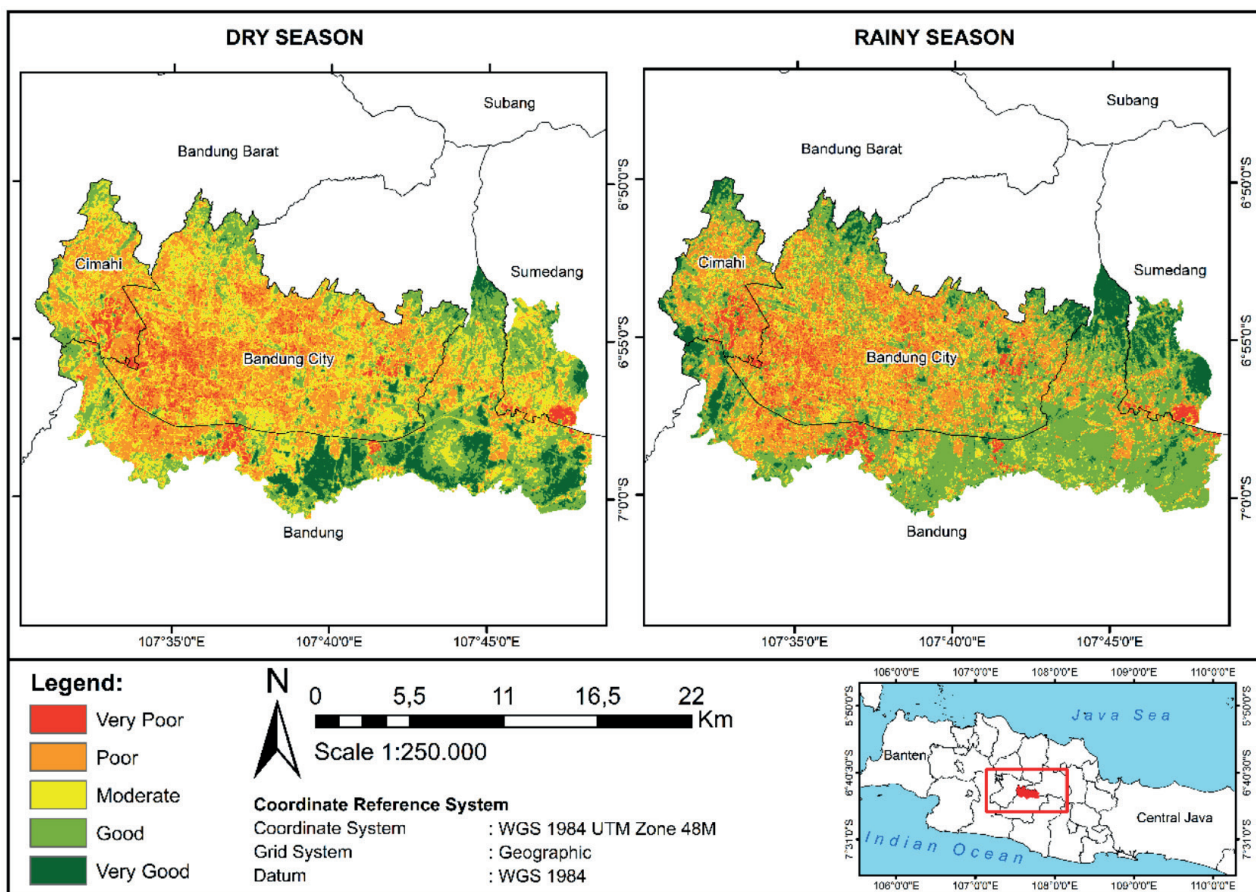 DRY SEASON
RAINY SEASON
Subang
Bandung Barat
Cimahi
Sumedang
Bandung City
Bandung
6°50'0"S
6°55'0"S
7°0'0"S
107°35'0"E
107°40'0"E
107°45'0"E
Subang
Bandung Barat
Cimahi
Sumedang
Bandung City
Bandung
6°50'0"S
6°55'0"S
7°0'0"S
107°35'0"E
107°40'0"E
107°45'0"E
Legend:
Very Poor
Poor
Moderate
Good
Very Good
N
0 5,5 11 16,5 22
Km
Scale 1:250.000
Coordinate Reference System
Coordinate System : WGS 1984 UTM Zone 48M
Grid System : Geographic
Datum : WGS 1984
106°0'0"E 107°0'0"E 108°0'0"E 109°0'0"E 110°0'0"E
5°50'0"S
6°40'30"S
7°31'0"S
Java Sea
Banten
Central Java
Indian Ocean
106°0'0"E 107°0'0"E 108°0'0"E 109°0'0"E 110°0'0"E